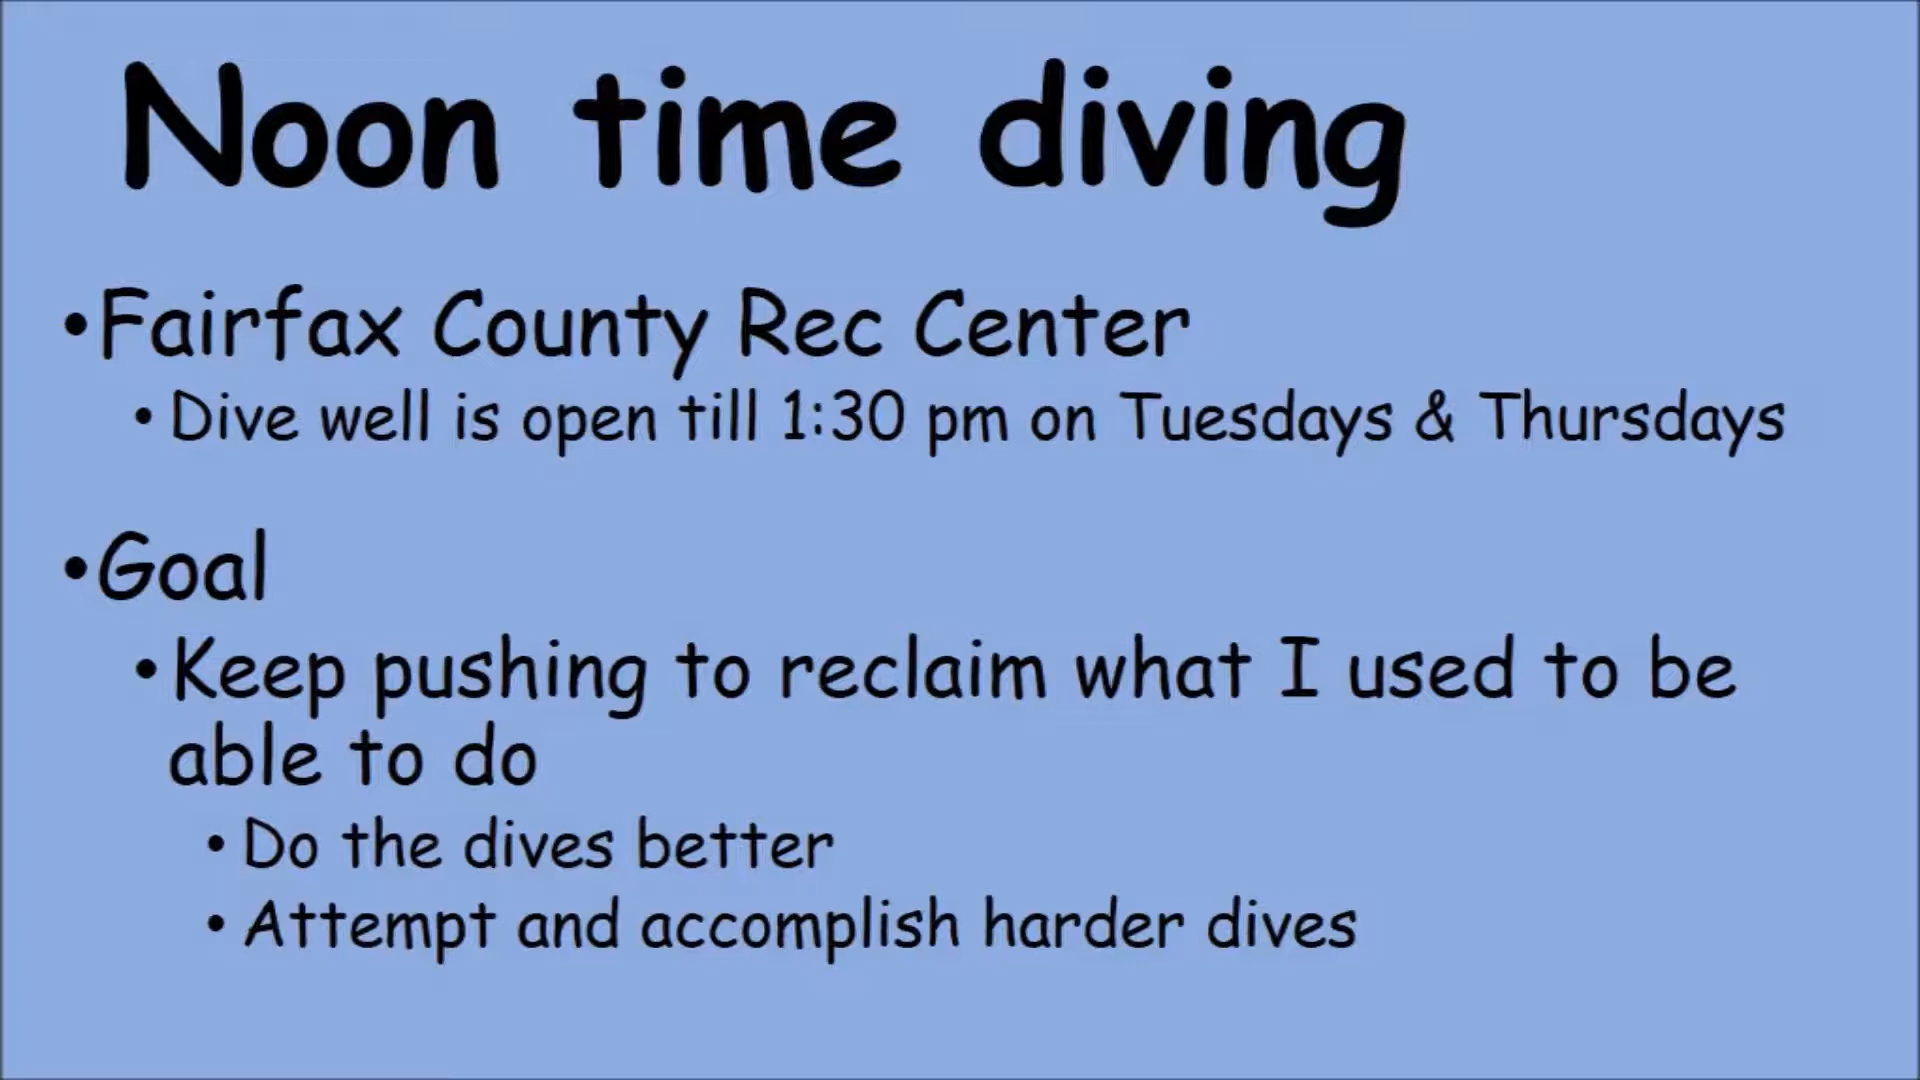 Noon time diving
•Fairfax County Rec Center
•Dive well is open till 1:30 pm on Tuesdays & Thursdays
•Goal
•Keep pushing to reclaim what I used to be
able to do
•Do the dives better
•Attempt and accomplish harder dives